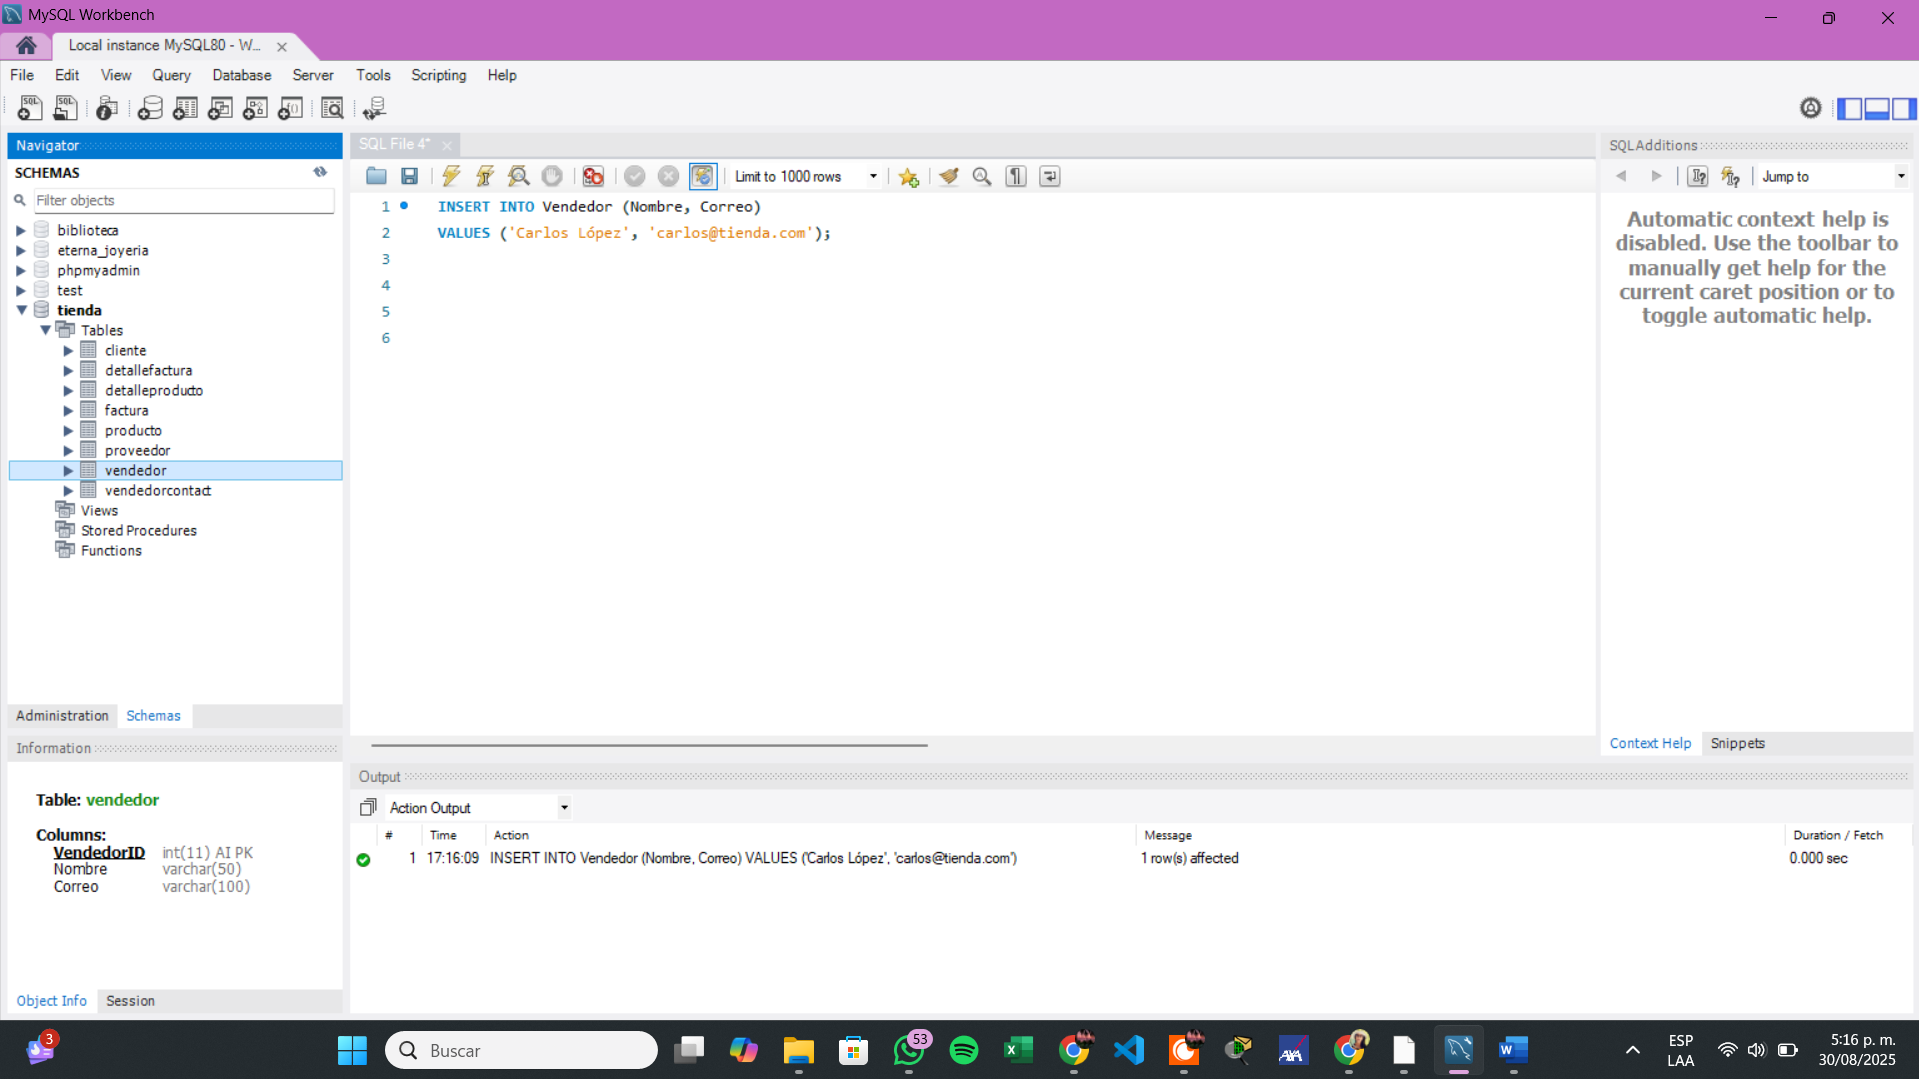 MySQL Workbench
Local instance MySQL80 - W...
File Edit View Query Database Server Tools Scripting Help
Navigator
SCHEMAS
Filter objects
biblioteca
eterna_joyeria
phpmyadmin
test
tienda
Tables
cliente
detallefactura
detalleproducto
factura
producto
proveedor
vendedor
vendedorcontact
Views
Stored Procedures
Functions
Administration Schemas
Information
Table: vendedor
Columns:
VendedorID int(11) AI PK
Nombre varchar(50)
Correo varchar(100)
Object Info Session
SQL File 4*
Limit to 1000 rows
1 INSERT INTO Vendedor (Nombre, Correo)
2 VALUES ('Carlos López', 'carlos@tienda.com');
3
4
5
6
SQLAdditions
Jump to
Automatic context help is
disabled. Use the toolbar to
manually get help for the
current caret position or to
toggle automatic help.
Context Help Snippets
Output
Action Output
# Time Action Message Duration / Fetch
1 17:16:09 INSERT INTO Vendedor (Nombre, Correo) VALUES ('Carlos López', 'carlos@tienda.com') 1 row(s) affected 0.000 sec
3
Buscar
53
AXA
ESP
LAA
5:16 p. m.
30/08/2025